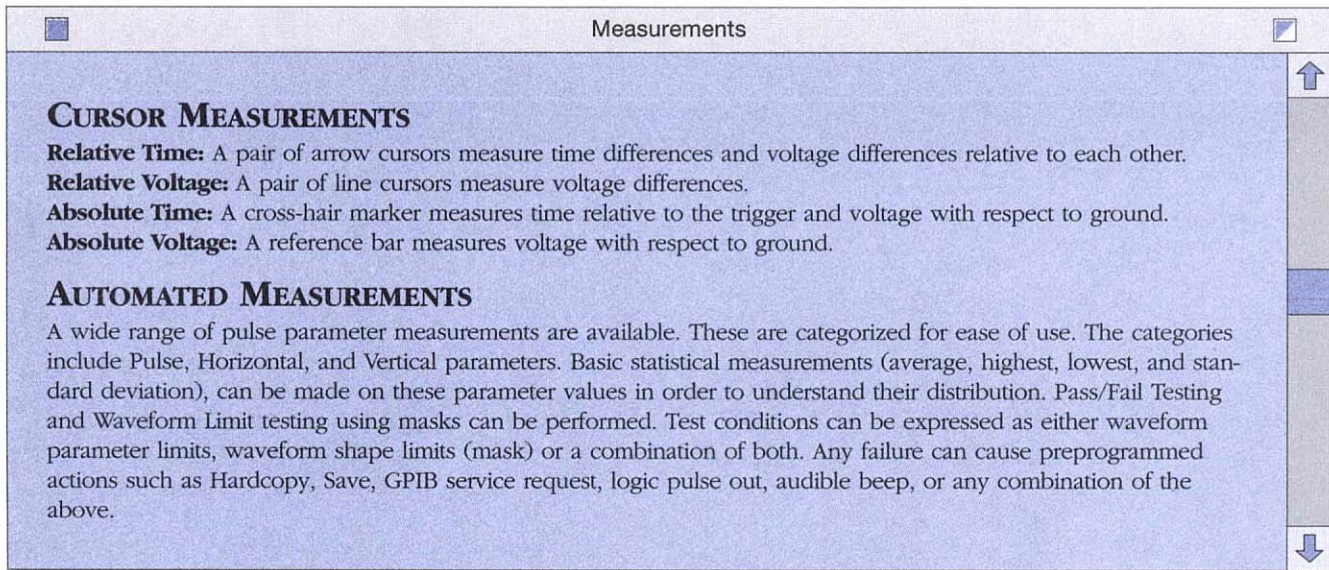 Measurements
CURSOR MEASUREMENTS
Relative Time: A pair of arrow cursors measure time differences and voltage differences relative to each other.
Relative Voltage: A pair of line cursors measure voltage differences.
Absolute Time: A cross-hair marker measures time relative to the trigger and voltage with respect to ground.
Absolute Voltage: A reference bar measures voltage with respect to ground.
AUTOMATED MEASUREMENTS
A wide range of pulse parameter measurements are available. These are categorized for ease of use. The categories
include Pulse, Horizontal, and Vertical parameters. Basic statistical measurements (average, highest, lowest, and stan-
dard deviation), can be made on these parameter values in order to understand their distribution. Pass/Fail Testing
and Waveform Limit testing using masks can be performed. Test conditions can be expressed as either waveform
parameter limits, waveform shape limits (mask) or a combination of both. Any failure can cause preprogrammed
actions such as Hardcopy, Save, GPIB service request, logic pulse out, audible beep, or any combination of the
above.